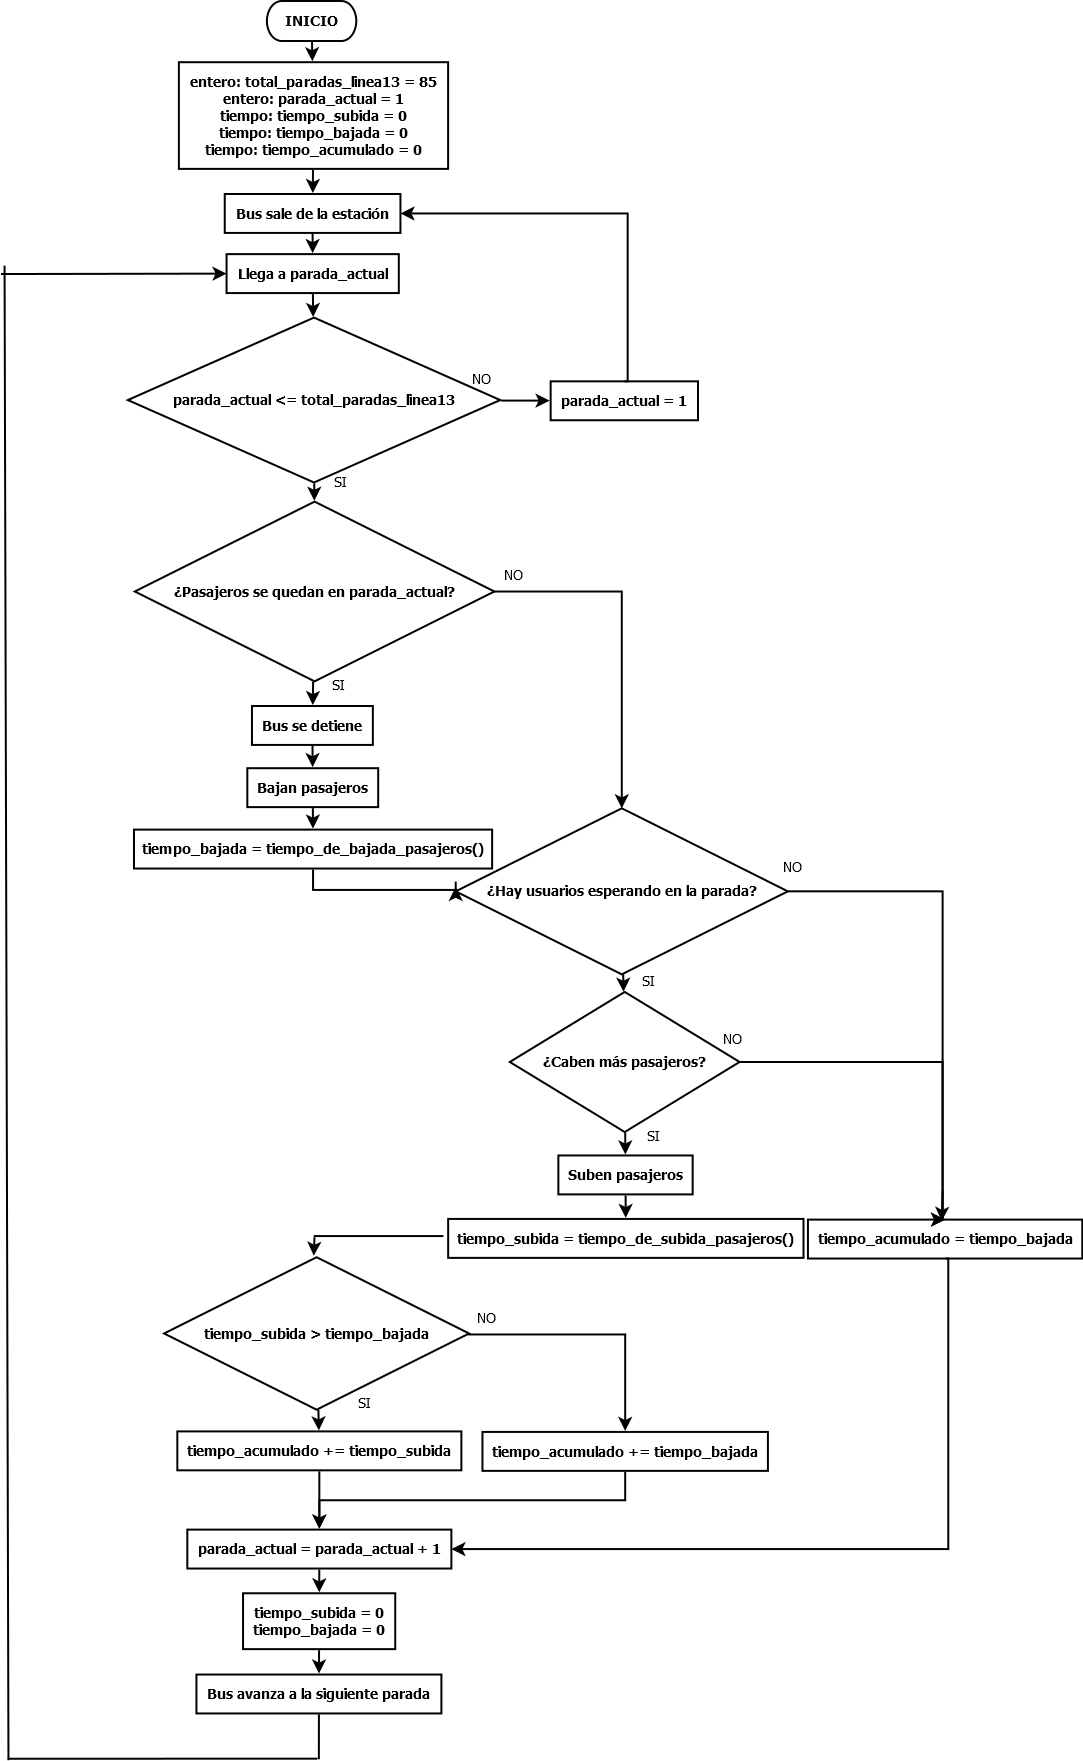 INICIO
entero: total_paradas_linea13 = 85
entero: parada_actual = 1
tiempo: tiempo_subida = 0
tiempo: tiempo_bajada = 0
tiempo: tiempo_acumulado = 0
Bus sale de la estación
Llega a parada_actual
parada_actual <= total_paradas_linea13
NO
parada_actual = 1
SI
¿Pasajeros se quedan en parada_actual?
NO
SI
Bus se detiene
Bajan pasajeros
tiempo_bajada = tiempo_de_bajada_pasajeros()
¿Hay usuarios esperando en la parada?
NO
SI
¿Caben más pasajeros?
NO
SI
Suben pasajeros
tiempo_subida = tiempo_de_subida_pasajeros()
tiempo_acumulado = tiempo_bajada
tiempo_subida > tiempo_bajada
NO
SI
tiempo_acumulado += tiempo_subida
tiempo_acumulado += tiempo_bajada
parada_actual = parada_actual + 1
tiempo_subida = 0
tiempo_bajada = 0
Bus avanza a la siguiente parada